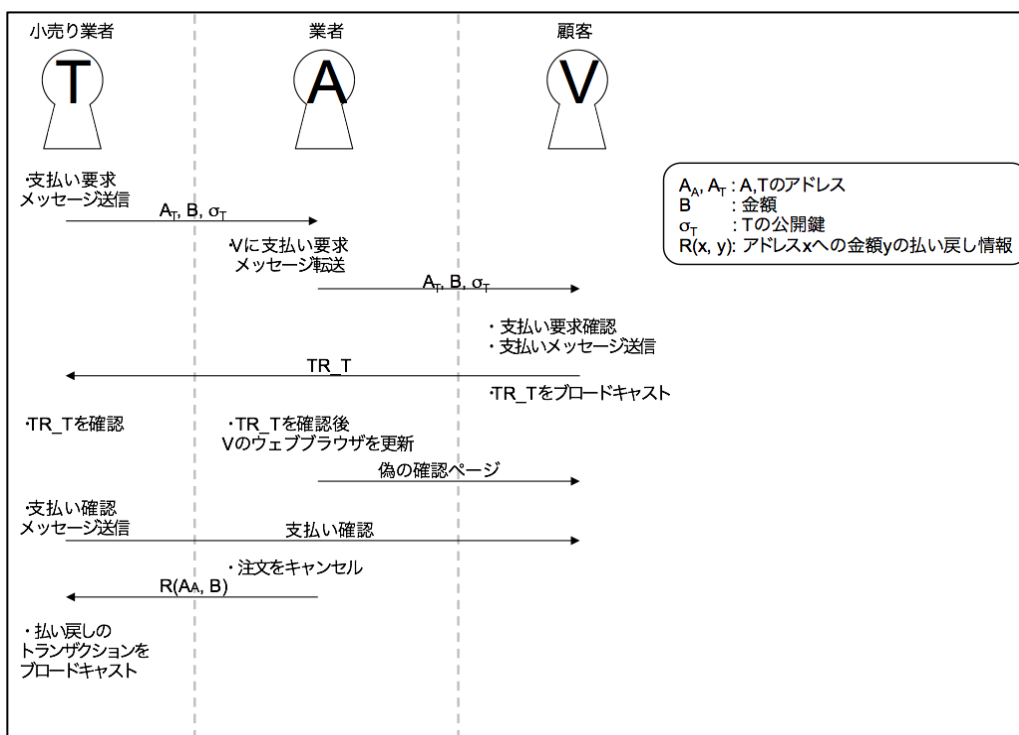 小売り業者
業者
顧客
T
A
V
・支払い要求
メッセージ送信
A_T, B, σ_T
・Vに支払い要求
メッセージ転送
A_T, B, σ_T
A_A, A_T : A,Tのアドレス
B : 金額
σ_T : Tの公開鍵
R(x, y): アドレスxへの金額yの払い戻し情報
・支払い要求確認
・支払いメッセージ送信
TR_T
・TR_Tをブロードキャスト
・TR_Tを確認
・TR_Tを確認後
Vのウェブブラウザを更新
偽の確認ページ
・支払い確認
メッセージ送信
支払い確認
・注文をキャンセル
R(AA, B)
・払い戻しの
トランザクションを
ブロードキャスト